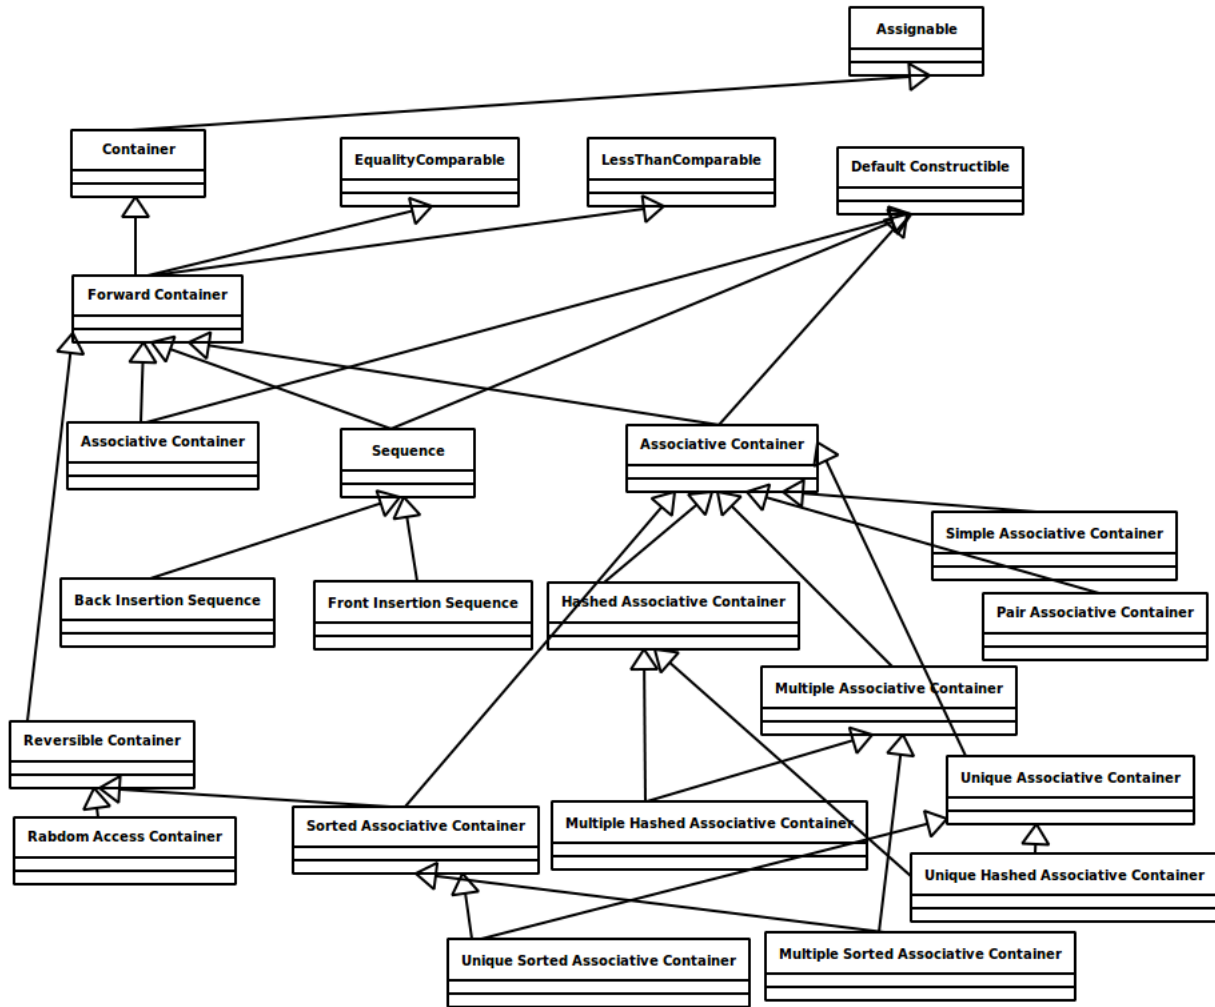 Assignable
Container
EqualityComparable
LessThanComparable
Default Constructible
Forward Container
Associative Container
Sequence
Associative Container
Simple Associative Container
Back Insertion Sequence
Front Insertion Sequence
Hashed Associative Container
Pair Associative Container
Multiple Associative Container
Reversible Container
Unique Associative Container
Rabdom Access Container
Sorted Associative Container
Multiple Hashed Associative Container
Unique Hashed Associative Container
Unique Sorted Associative Container
Multiple Sorted Associative Container